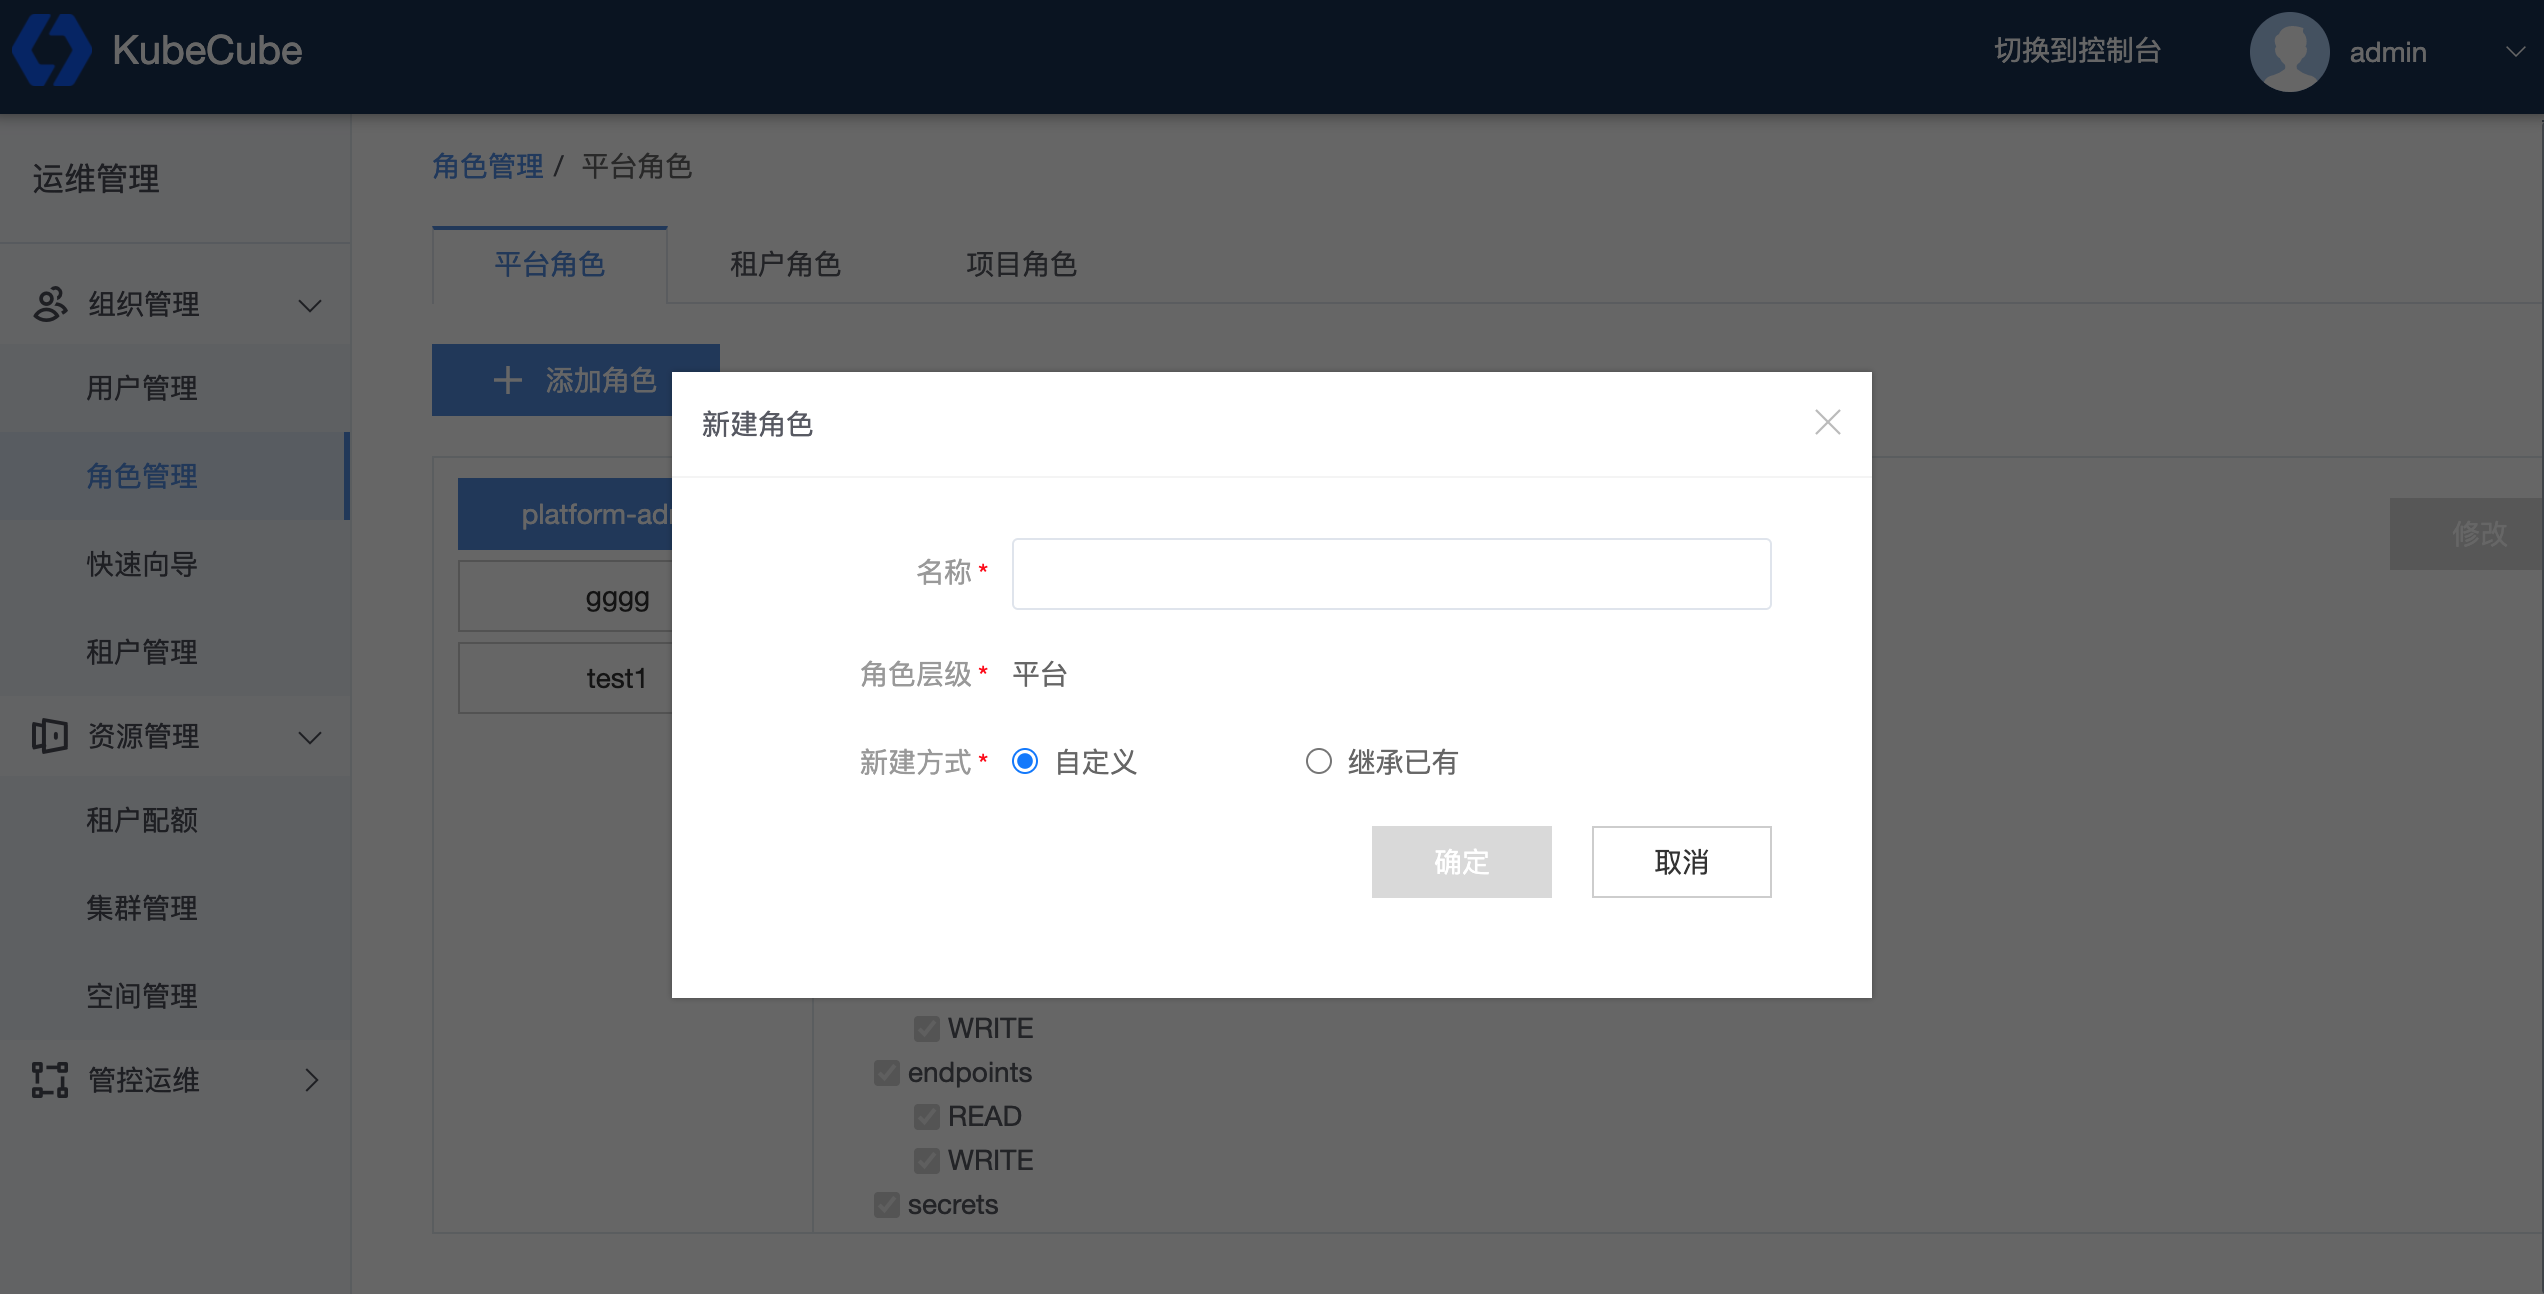 KubeCube
切换到控制台
admin
运维管理
组织管理
用户管理
角色管理
快速向导
租户管理
资源管理
租户配额
集群管理
空间管理
管控运维
角色管理 / 平台角色
平台角色
租户角色
项目角色
添加角色
platform-adr
gggg
test1
修改
新建角色
名称 *
角色层级 * 平台
新建方式 * 自定义 继承已有
确定
取消
WRITE
endpoints
READ
WRITE
secrets